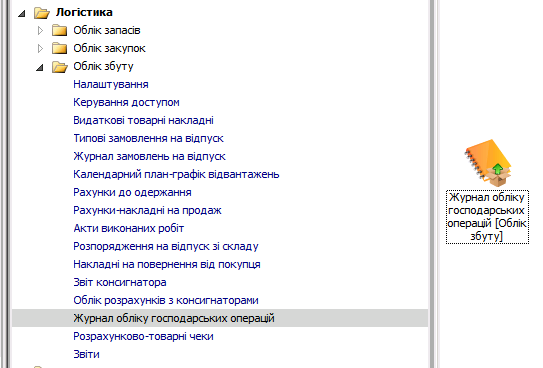 Логістика
Облік запасів
Облік закупок
Облік збуту
Налаштування
Керування доступом
Видаткові товарні накладні
Типові замовлення на відпуск
Журнал замовлень на відпуск
Календарний план-графік відвантажень
Рахунки до одержання
Рахунки-накладні на продаж
Акти виконаних робіт
Розпорядження на відпуск зі складу
Накладні на повернення від покупця
Звіт консигнатора
Облік розрахунків з консигнаторами
Журнал обліку господарських операцій
Розрахунково-товарні чеки
Звіти
Журнал обліку
господарських
операцій [Облік
збуту]